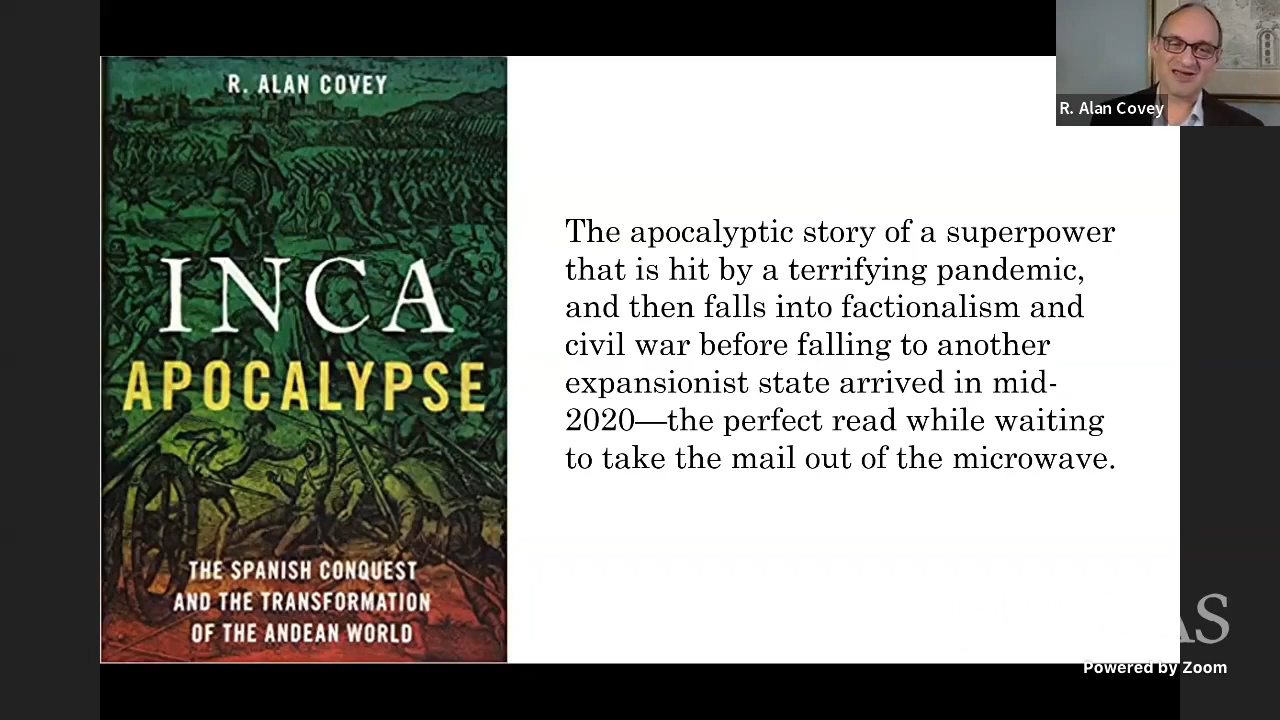 R. ALAN COVEY
INCA
APOCALYPSE
THE SPANISH CONQUEST
AND THE TRANSFORMATION
OF THE ANDEAN WORLD
The apocalyptic story of a superpower
that is hit by a terrifying pandemic,
and then falls into factionalism and
civil war before falling to another
expansionist state arrived in mid-
2020—the perfect read while waiting
to take the mail out of the microwave.
R. Alan Covey
AS
Powered by Zoom